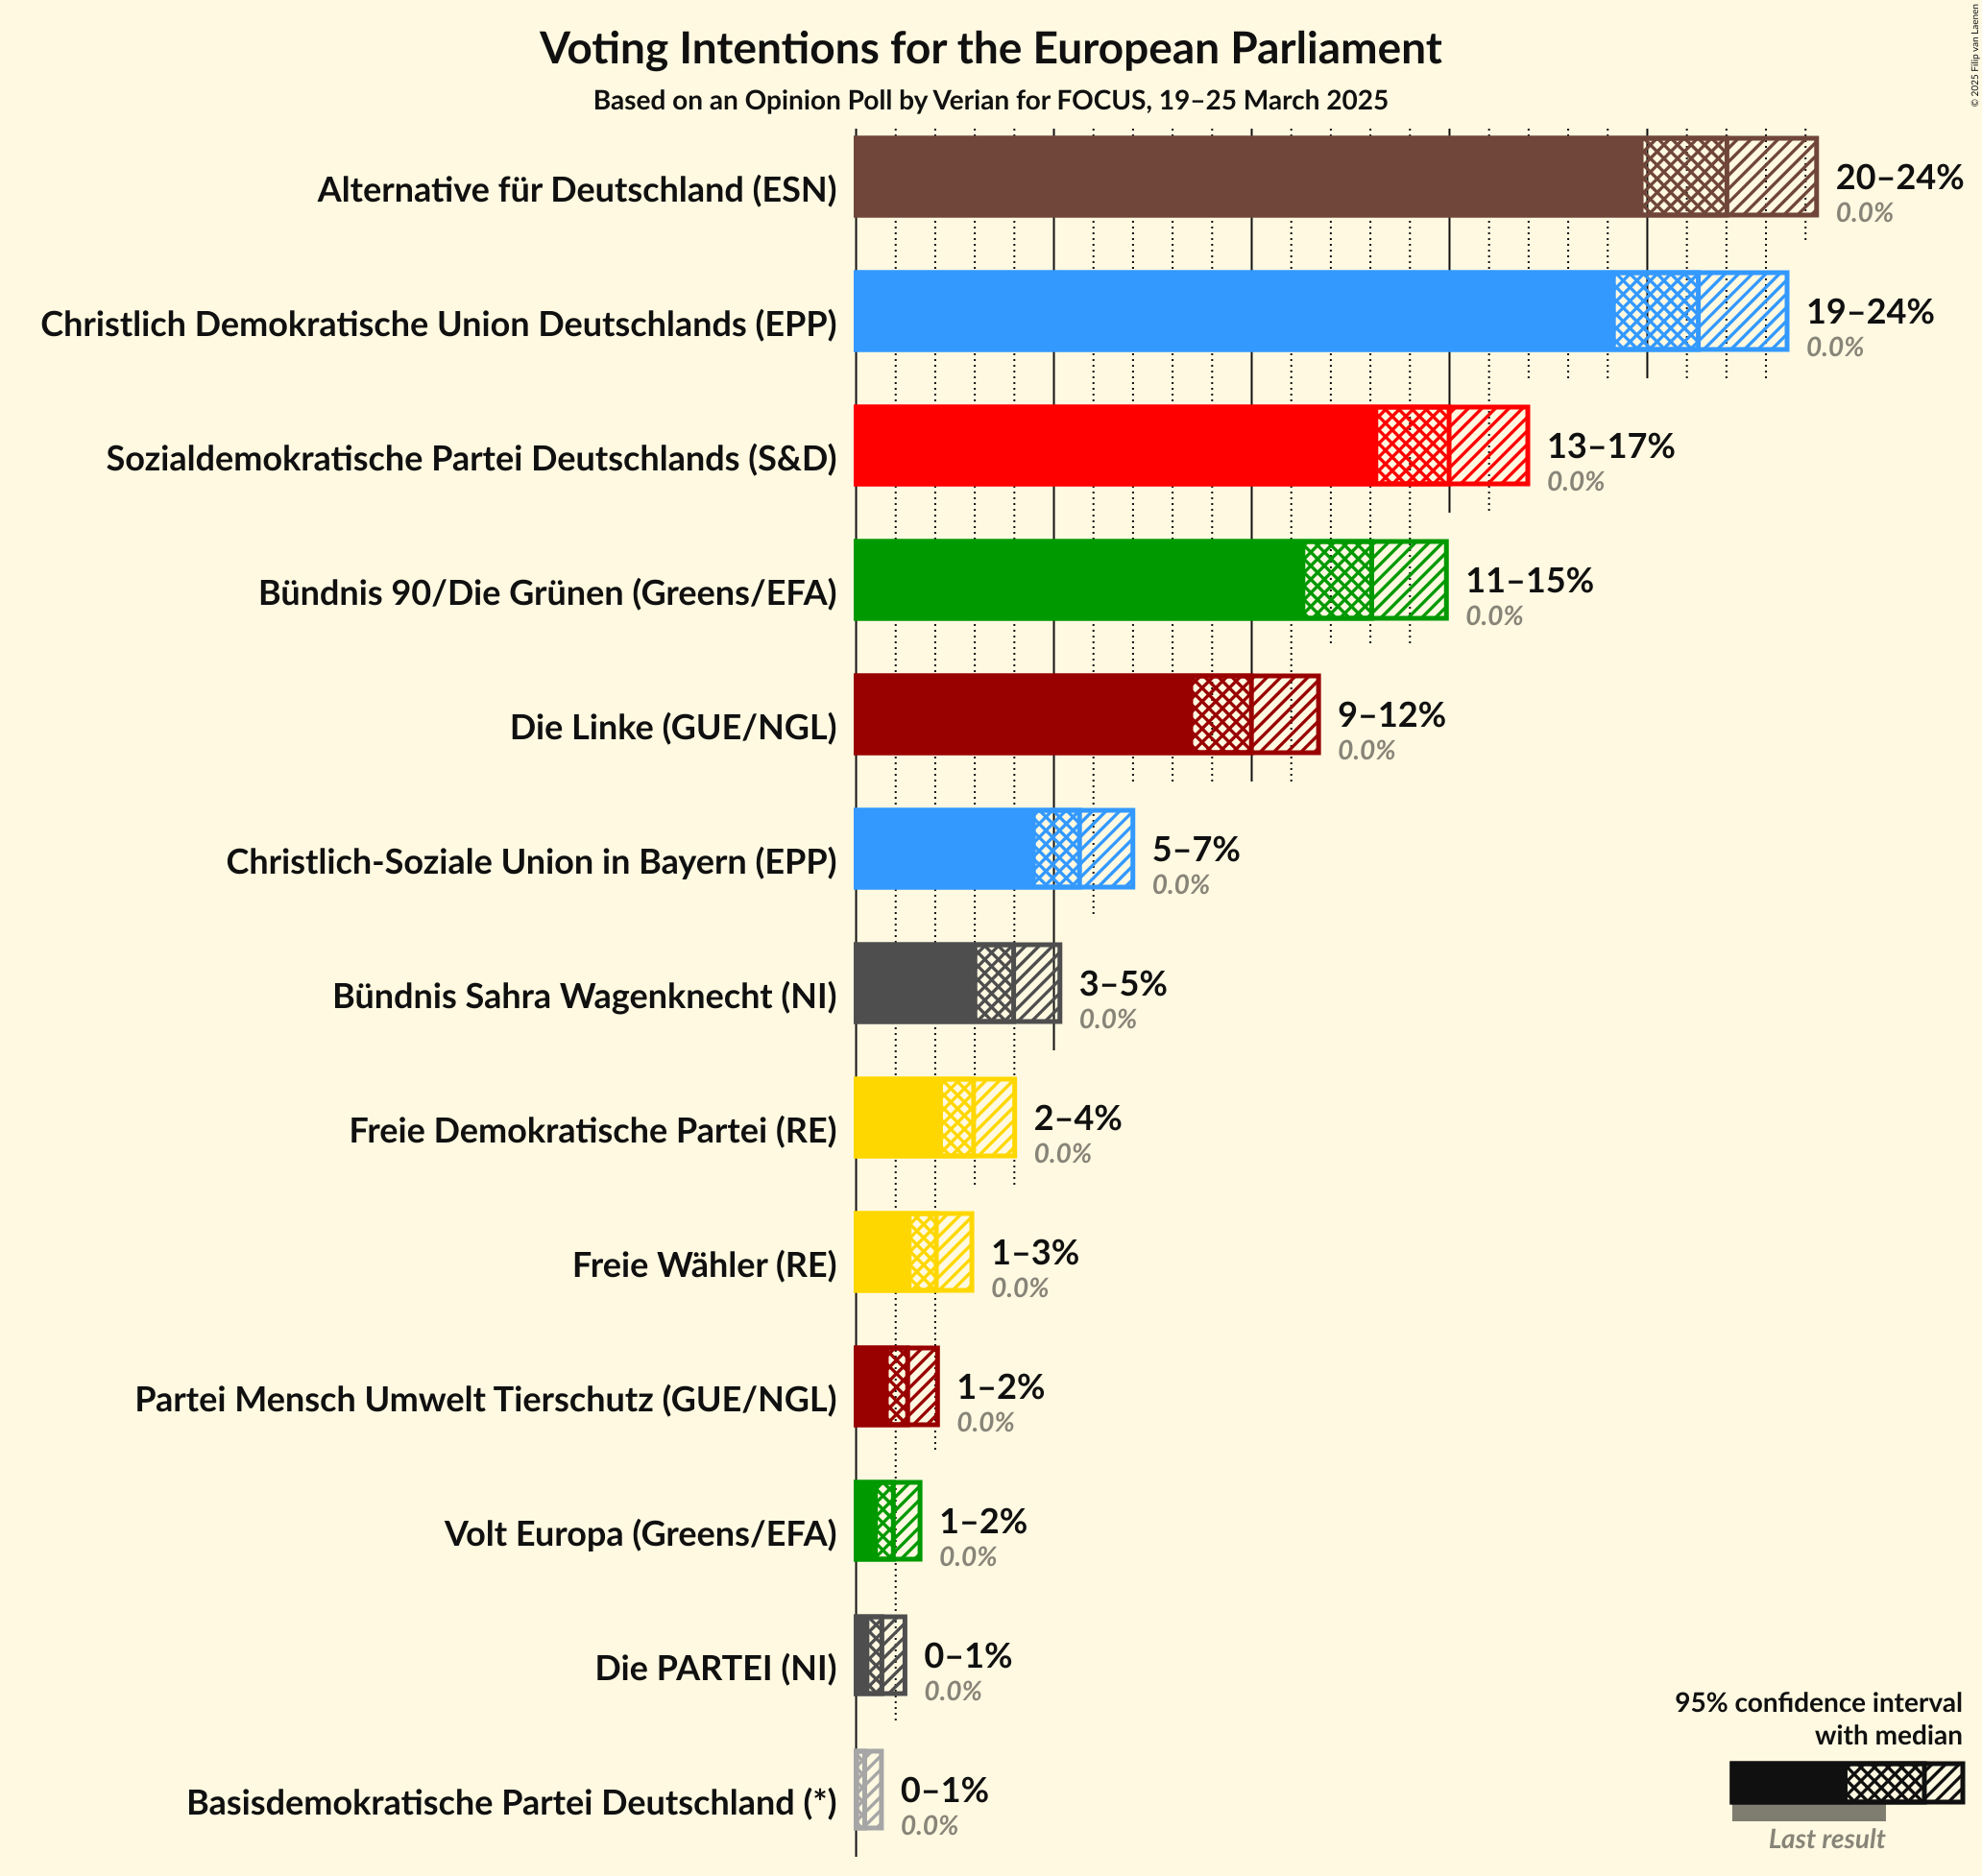 Voting Intentions for the European Parliament
Based on an Opinion Poll by Verian for FOCUS, 19–25 March 2025
© 2025 Filip van Laenen
Alternative für Deutschland (ESN)
20–24%
0.0%
Christlich Demokratische Union Deutschlands (EPP)
19–24%
0.0%
Sozialdemokratische Partei Deutschlands (S&D)
13–17%
0.0%
Bündnis 90/Die Grünen (Greens/EFA)
11–15%
0.0%
Die Linke (GUE/NGL)
9–12%
0.0%
Christlich-Soziale Union in Bayern (EPP)
5–7%
0.0%
Bündnis Sahra Wagenknecht (NI)
3–5%
0.0%
Freie Demokratische Partei (RE)
2–4%
0.0%
Freie Wähler (RE)
1–3%
0.0%
Partei Mensch Umwelt Tierschutz (GUE/NGL)
1–2%
0.0%
Volt Europa (Greens/EFA)
1–2%
0.0%
Die PARTEI (NI)
0–1%
0.0%
Basisdemokratische Partei Deutschland (*)
0–1%
0.0%
95% confidence interval
with median
Last result